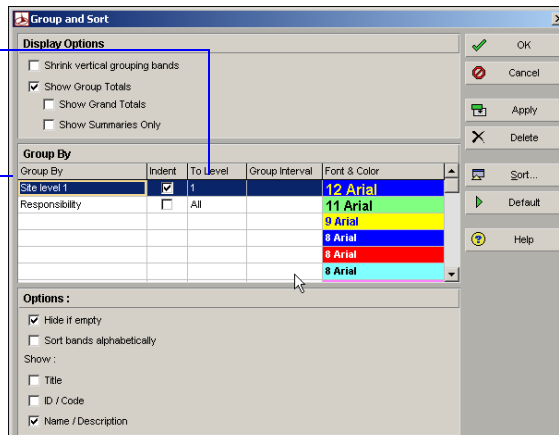 Group and Sort
Display Options
Shrink vertical grouping bands
Show Group Totals
Show Grand Totals
Show Summaries Only
Group By
Group By Indent To Level Group Interval Font & Color
Site level 1 1 12 Arial
Responsibility All 11 Arial
9 Arial
8 Arial
8 Arial
8 Arial
Options :
Hide if empty
Sort bands alphabetically
Show :
Title
ID / Code
Name / Description
OK
Cancel
Apply
Delete
Sort...
Default
Help